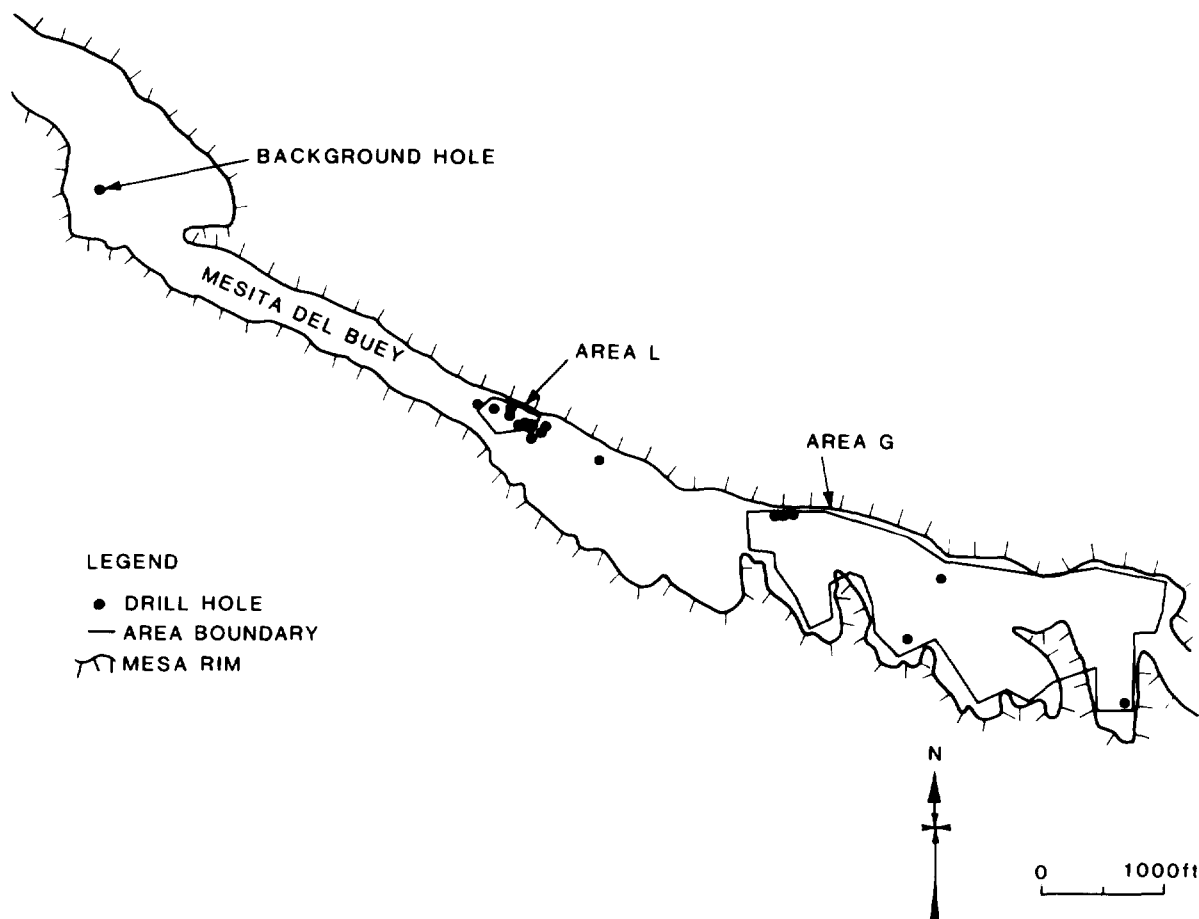 BACKGROUND HOLE
MESITA DEL BUEY
AREA L
AREA G
LEGEND
DRILL HOLE
AREA BOUNDARY
MESA RIM
N
0 1000ft